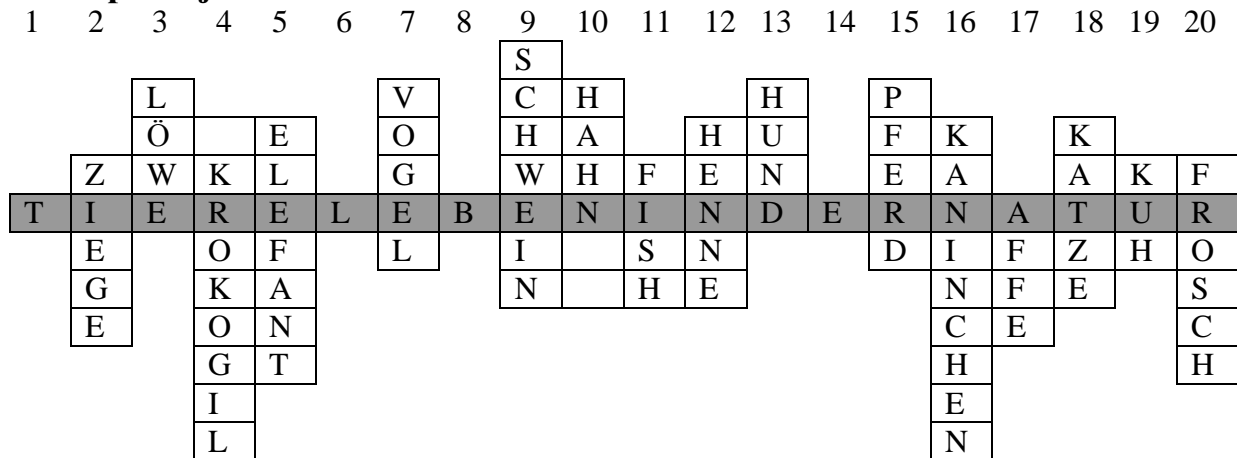 1 2 3 4 5 6 7 8 9 10 11 12 13 14 15 16 17 18 19 20
S
L V C H H P
Ö E O H A H U F K K
Z W K L G W H F E N E A A K F
T I E R E L E B E N I N D E R N A T U R
E O F L I S N D I F Z H O
G K A N H E N F E S
E O N C E C
G T H H
I E
L N